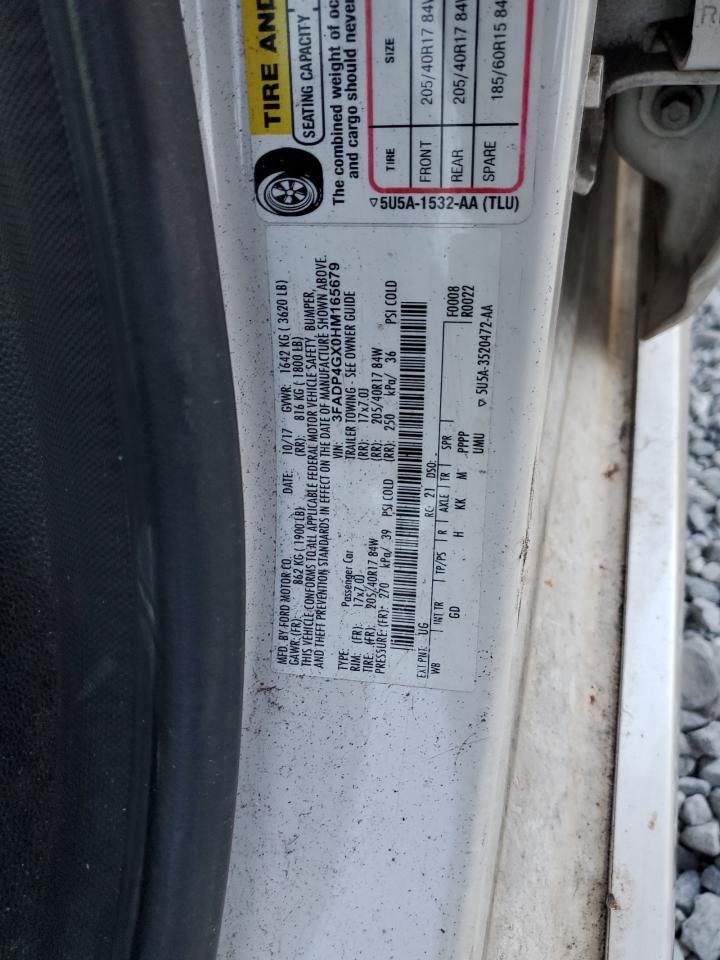 TIRE AND
SEATING CAPACITY
The combined weight of oc
and cargo should never
TIRE SIZE
FRONT 205/40R17 84W
REAR 205/40R17 84W
SPARE 185/60R15 84
5U5A-1532-AA (TLU)
MFD. BY FORD MOTOR CO. DATE: 10/17 GVWR: 1642 KG ( 3620 LB)
GAWR: (FR): 862 KG ( 1900 LB) (RR): 816 KG ( 1800 LB)
THIS VEHICLE CONFORMS TO ALL APPLICABLE FEDERAL MOTOR VEHICLE SAFETY, BUMPER,
AND THEFT PREVENTION STANDARDS IN EFFECT ON THE DATE OF MANUFACTURE SHOWN ABOVE.
VIN: 3FADP4GX0HM165679
TYPE: Passenger Car TRAILER TOWING - SEE OWNER GUIDE
RIM: (FR): 17x7.0J (RR): 17x7.0J
TIRE: (FR): 205/40R17 84W (RR): 205/40R17 84W
PRESSURE: (FR): 270 kPa/ 39 PSI COLD (RR): 250 kPa/ 36 PSI COLD
EXT PNT: UG RC: 21 DSO: F0008
WB INT TR TP/PS R AXLE TR SPR R0022
GD H KK M PPPP
UMU 5U5A-3520472-AA